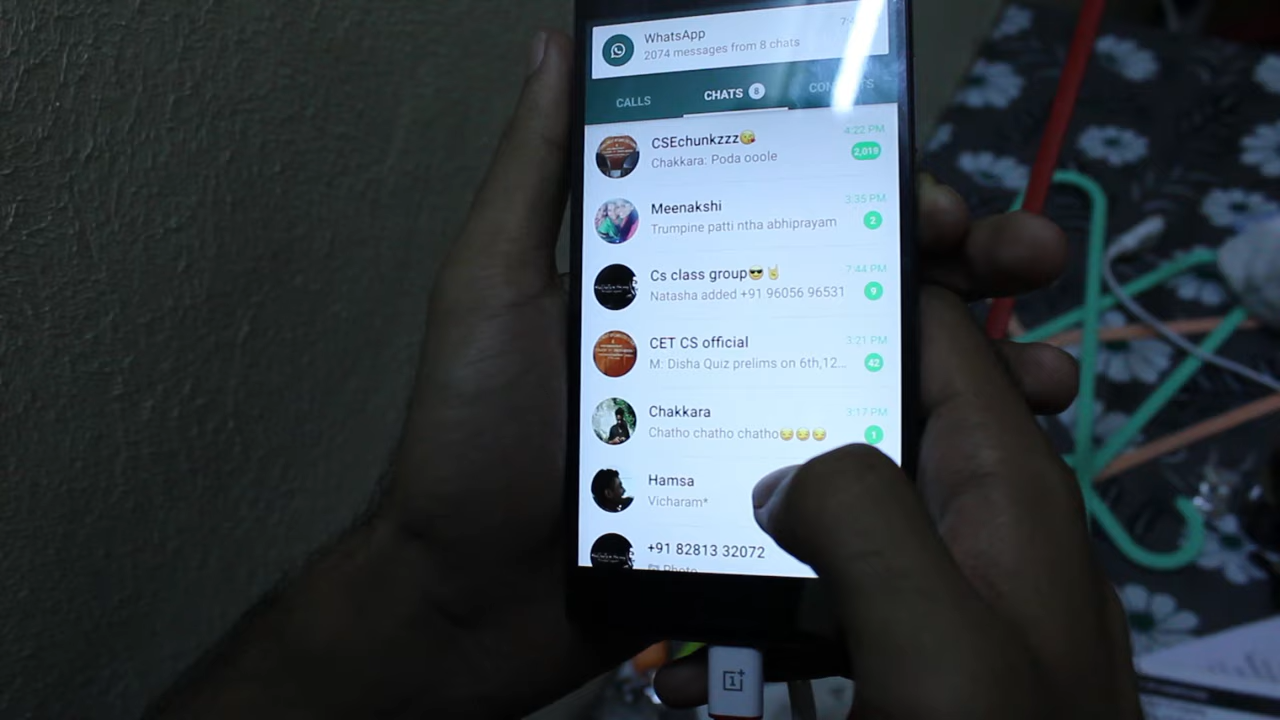 WhatsApp
2074 messages from 8 chats
CALLS
CHATS 8
CSEchunkzzz😘
4:22 PM
Chakkara: Poda ooole
2,019
Meenakshi
3:35 PM
Trumpine patti ntha abhiprayam
2
Cs class group😎🤘
7:44 PM
Natasha added +91 96056 96531
9
CET CS official
3:21 PM
M: Disha Quiz prelims on 6th,12...
42
Chakkara
3:17 PM
Chatho chatho chatho😂😂😂
1
Hamsa
Vicharam*
+91 82813 32072
Photo